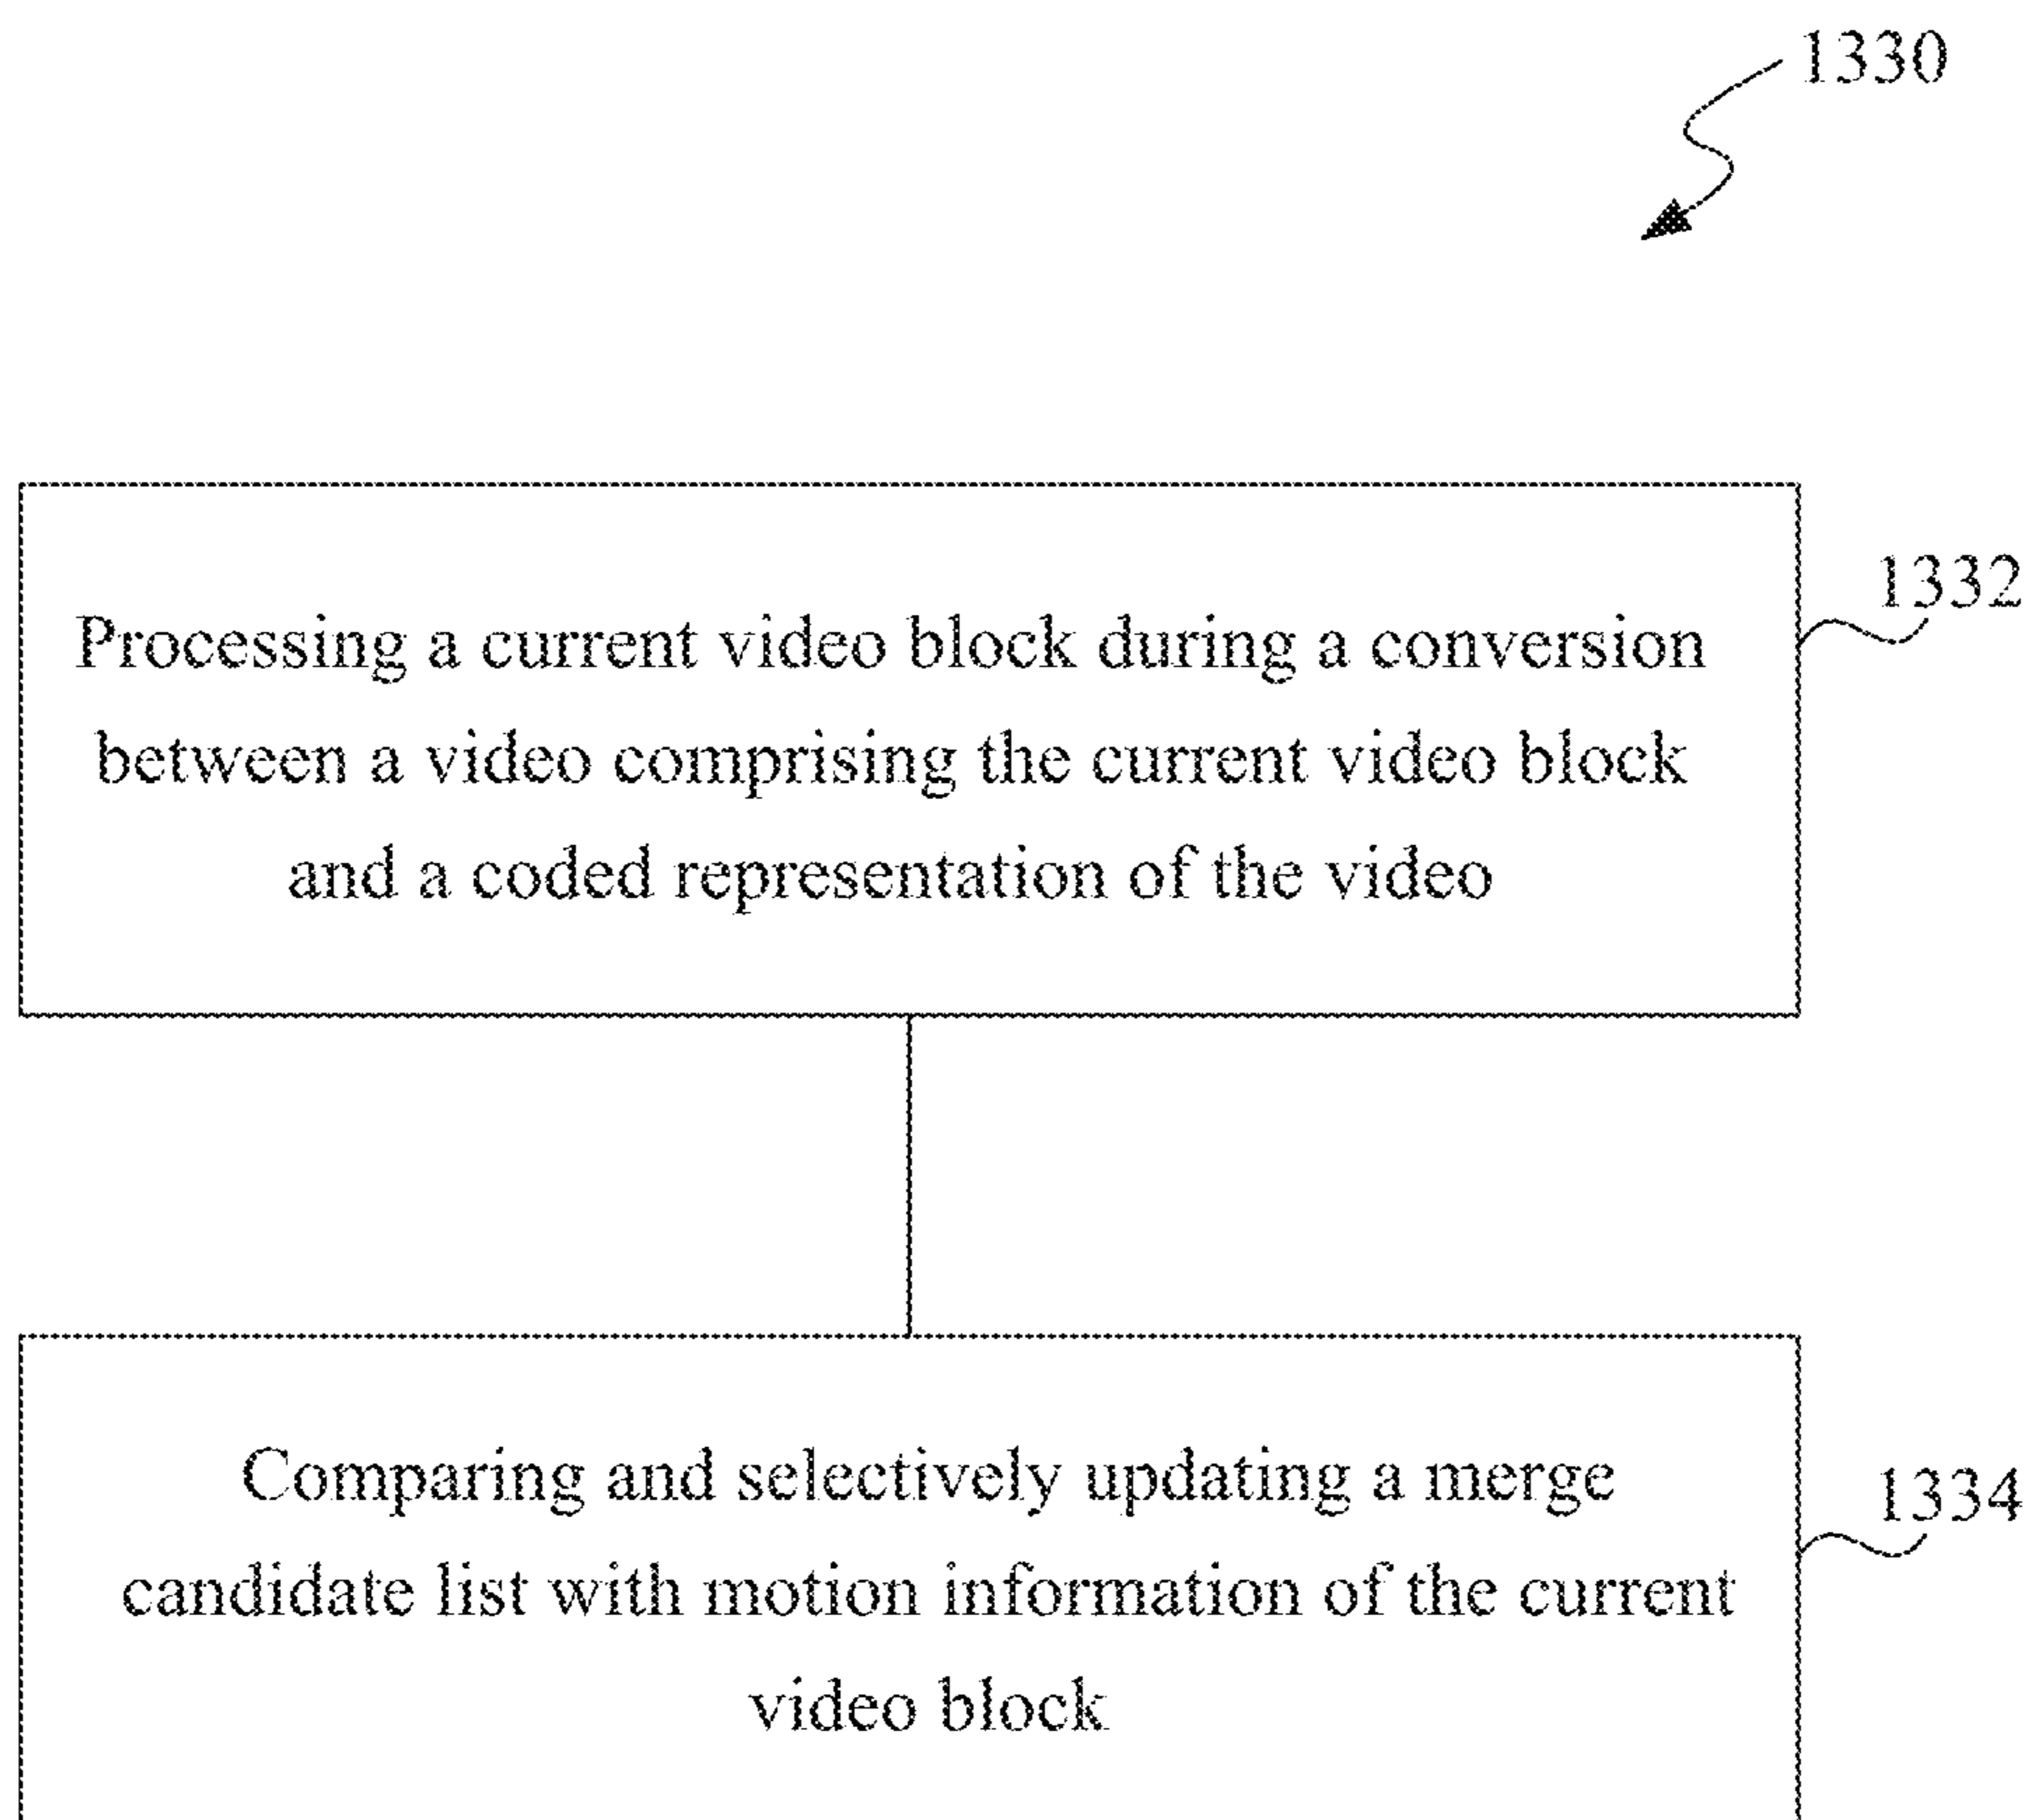 1330
1332
Processing a current video block during a conversion
between a video comprising the current video block
and a coded representation of the video
1334
Comparing and selectively updating a merge
candidate list with motion information of the current
video block